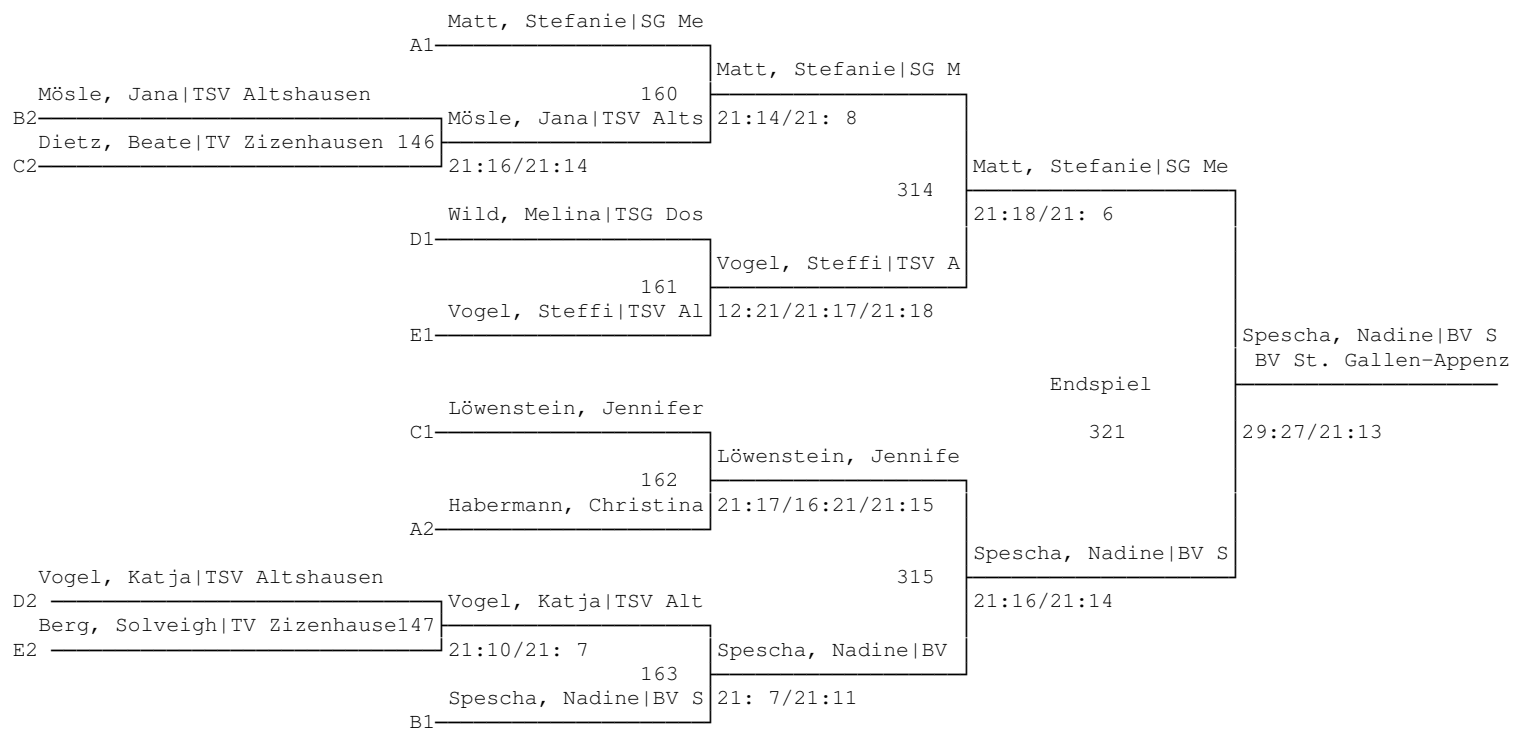 Matt, Stefanie|SG Me
A1
Matt, Stefanie|SG M
Mösle, Jana|TSV Altshausen 160
B2 Mösle, Jana|TSV Alts 21:14/21: 8
Dietz, Beate|TV Zizenhausen 146
C2 21:16/21:14 Matt, Stefanie|SG Me
314
Wild, Melina|TSG Dos 21:18/21: 6
D1
Vogel, Steffi|TSV A
161
Vogel, Steffi|TSV Al 12:21/21:17/21:18
E1 Spescha, Nadine|BV S
BV St. Gallen-Appenz
Endspiel
Löwenstein, Jennifer
C1 321 29:27/21:13
Löwenstein, Jennife
162
Habermann, Christina 21:17/16:21/21:15
A2
Spescha, Nadine|BV S
Vogel, Katja|TSV Altshausen 315
D2 Vogel, Katja|TSV Alt 21:16/21:14
Berg, Solveigh|TV Zizenhause147
E2 21:10/21: 7 Spescha, Nadine|BV
163
Spescha, Nadine|BV S 21: 7/21:11
B1